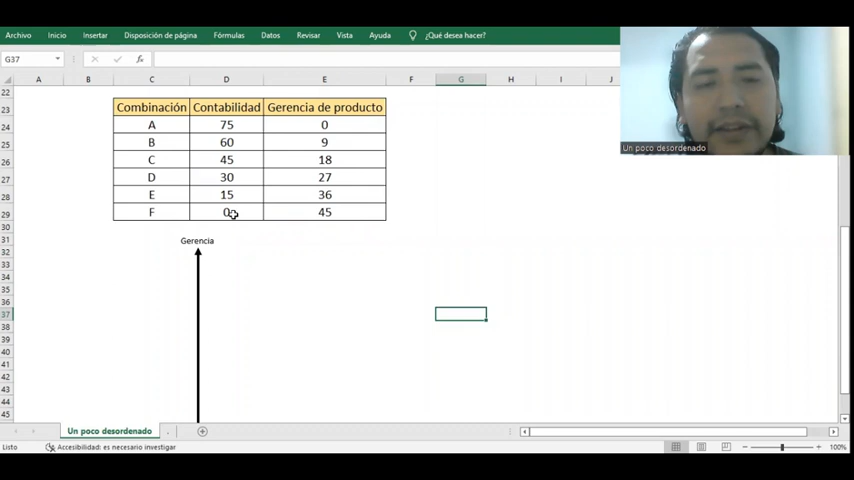 Archivo Inicio Insertar Disposición de página Fórmulas Datos Revisar Vista Ayuda ¿Qué desea hacer?
G37 fx
A B C D E F G H I J
22
23 Combinación Contabilidad Gerencia de producto
24 A 75 0
25 B 60 9
26 C 45 18
27 D 30 27
28 E 15 36
29 F 0 45
30
31 Gerencia
32
33
34
35
36
37
38
39
40
41
42
43
44
45
Un poco desordenado
Un poco desordenado .
Listo Accesibilidad: es necesario investigar 100%